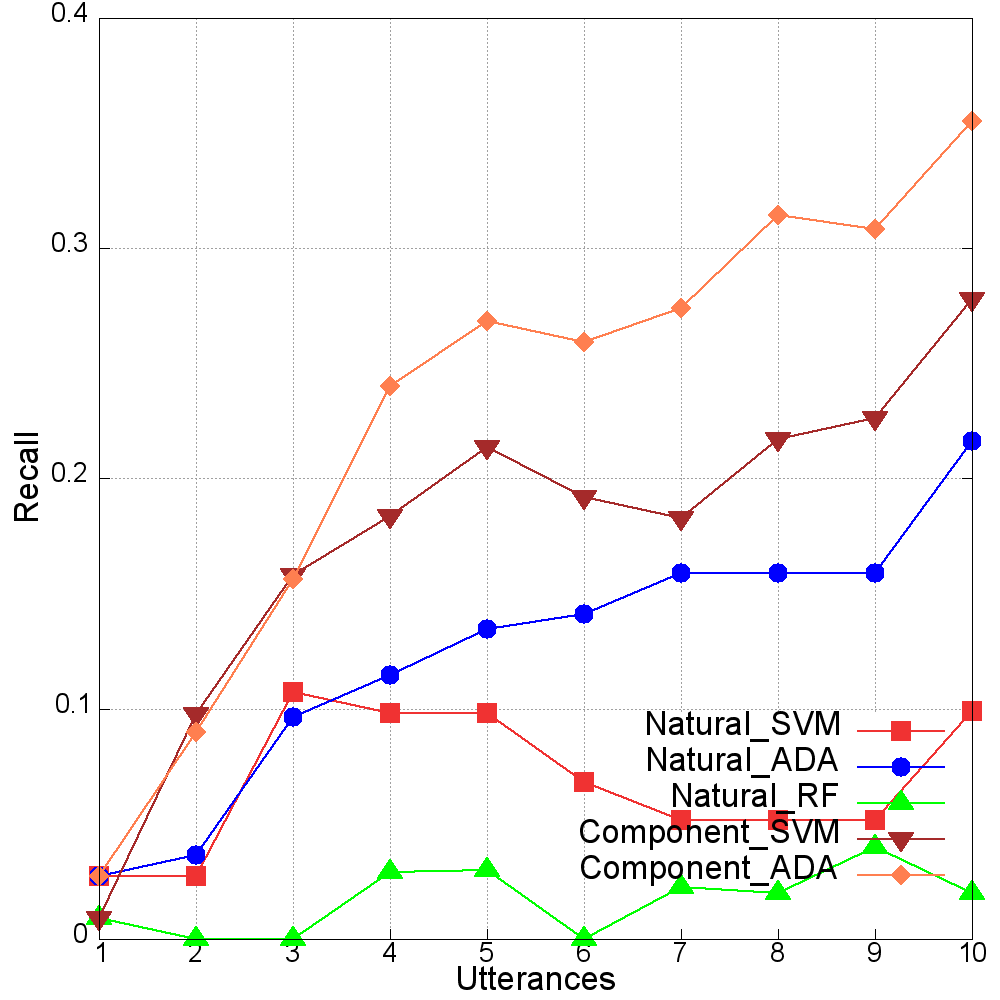 0.4
0.3
0.2
0.1
0
Recall
Natural_SVM
Natural_ADA
Natural_RF
Component_SVM
Component_ADA
1 2 3 4 5 6 7 8 9 10
Utterances